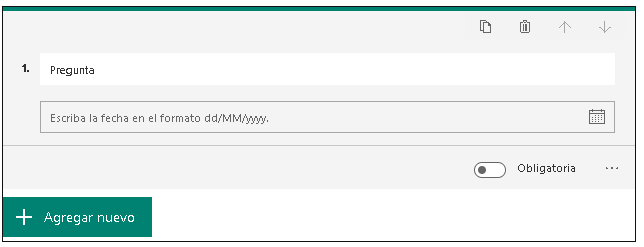 1. Pregunta
Escriba la fecha en el formato dd/MM/yyyy.
Obligatoria ...
+ Agregar nuevo